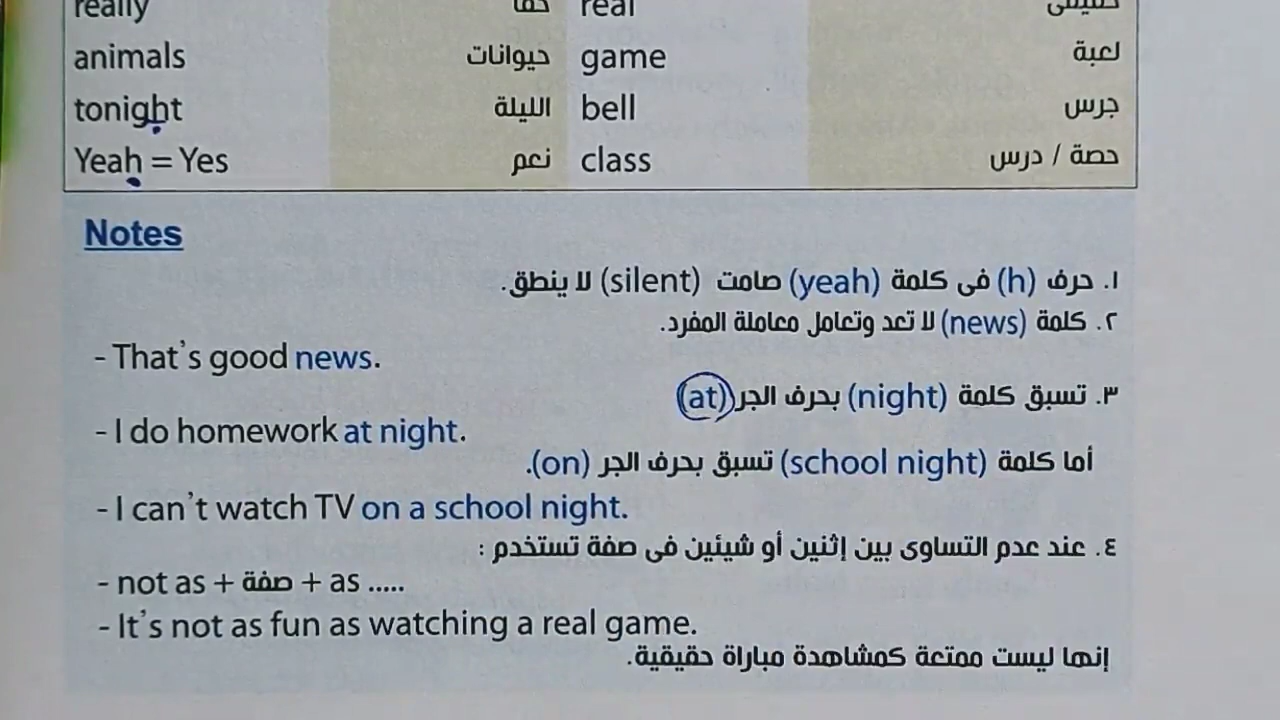 really حقا real حقيقى
animals حيوانات game لعبة
tonight الليلة bell جرس
Yeah = Yes نعم class حصة / درس
Notes
١. حرف (h) فى كلمة (yeah) صامت (silent) لا ينطق.
٢. كلمة (news) لا تعد وتعامل معاملة المفرد.
- That's good news.
٣. تسبق كلمة (night) بحرف الجر (at)
- I do homework at night.
أما كلمة (school night) تسبق بحرف الجر (on).
- I can't watch TV on a school night.
٤. عند عدم التساوى بين إثنين أو شيئين فى صفة تستخدم :
- not as + صفة + as .....
- It's not as fun as watching a real game.
إنها ليست ممتعة كمشاهدة مباراة حقيقية.